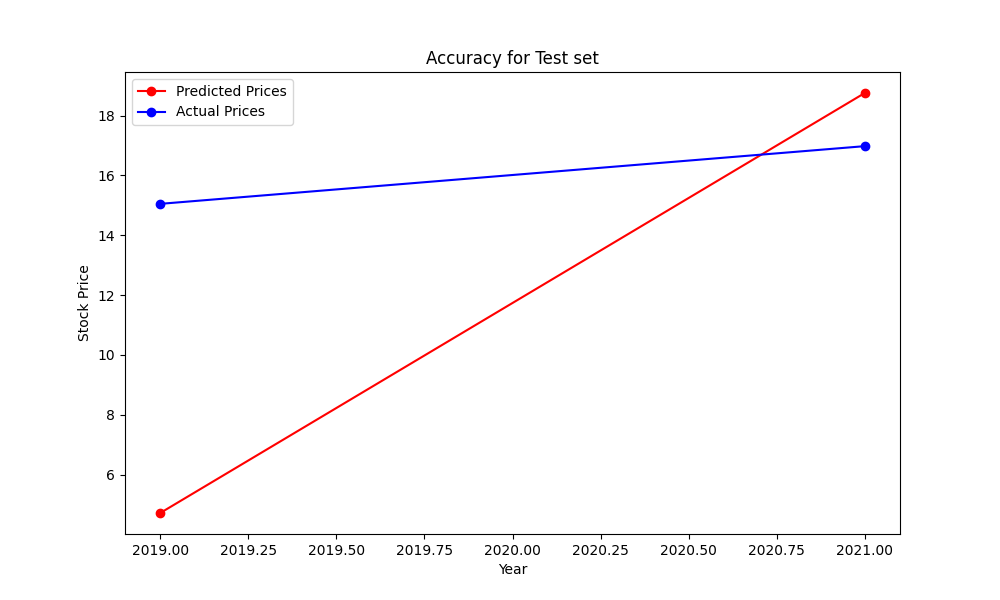 Accuracy for Test set
Predicted Prices
Actual Prices
18
16
14
12
10
8
6
Stock Price
2019.00 2019.25 2019.50 2019.75 2020.00 2020.25 2020.50 2020.75 2021.00
Year